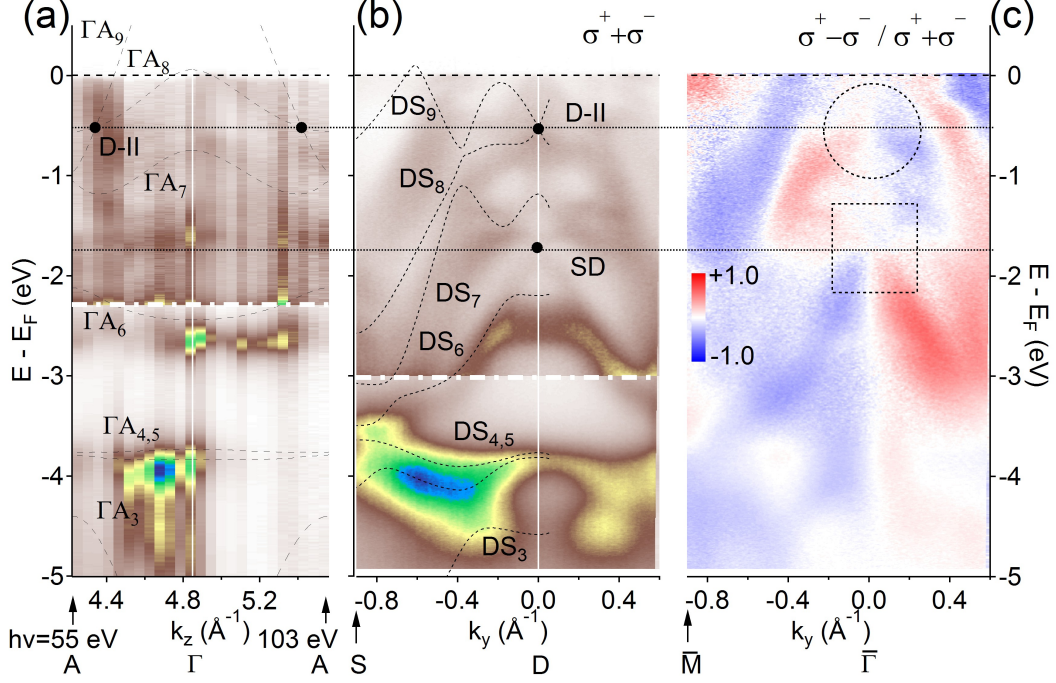 (a)
ΓA9
ΓA8
D-II
ΓA7
ΓA6
ΓA4,5
ΓA3
0
-1
-2
-3
-4
-5
E - EF (eV)
4.4 4.8 5.2
hν=55 eV kz (Å-1) 103 eV
A Γ A
(b)
σ+ + σ-
DS9
D-II
DS8
SD
DS7
DS6
DS4,5
DS3
-0.8 -0.4 0.0 0.4
ky (Å-1)
S D
(c)
σ+ – σ- / σ+ + σ-
+1.0
-1.0
0
-1
-2
-3
-4
-5
E - EF (eV)
-0.8 -0.4 0.0 0.4
ky (Å-1)
M̅ Γ̅